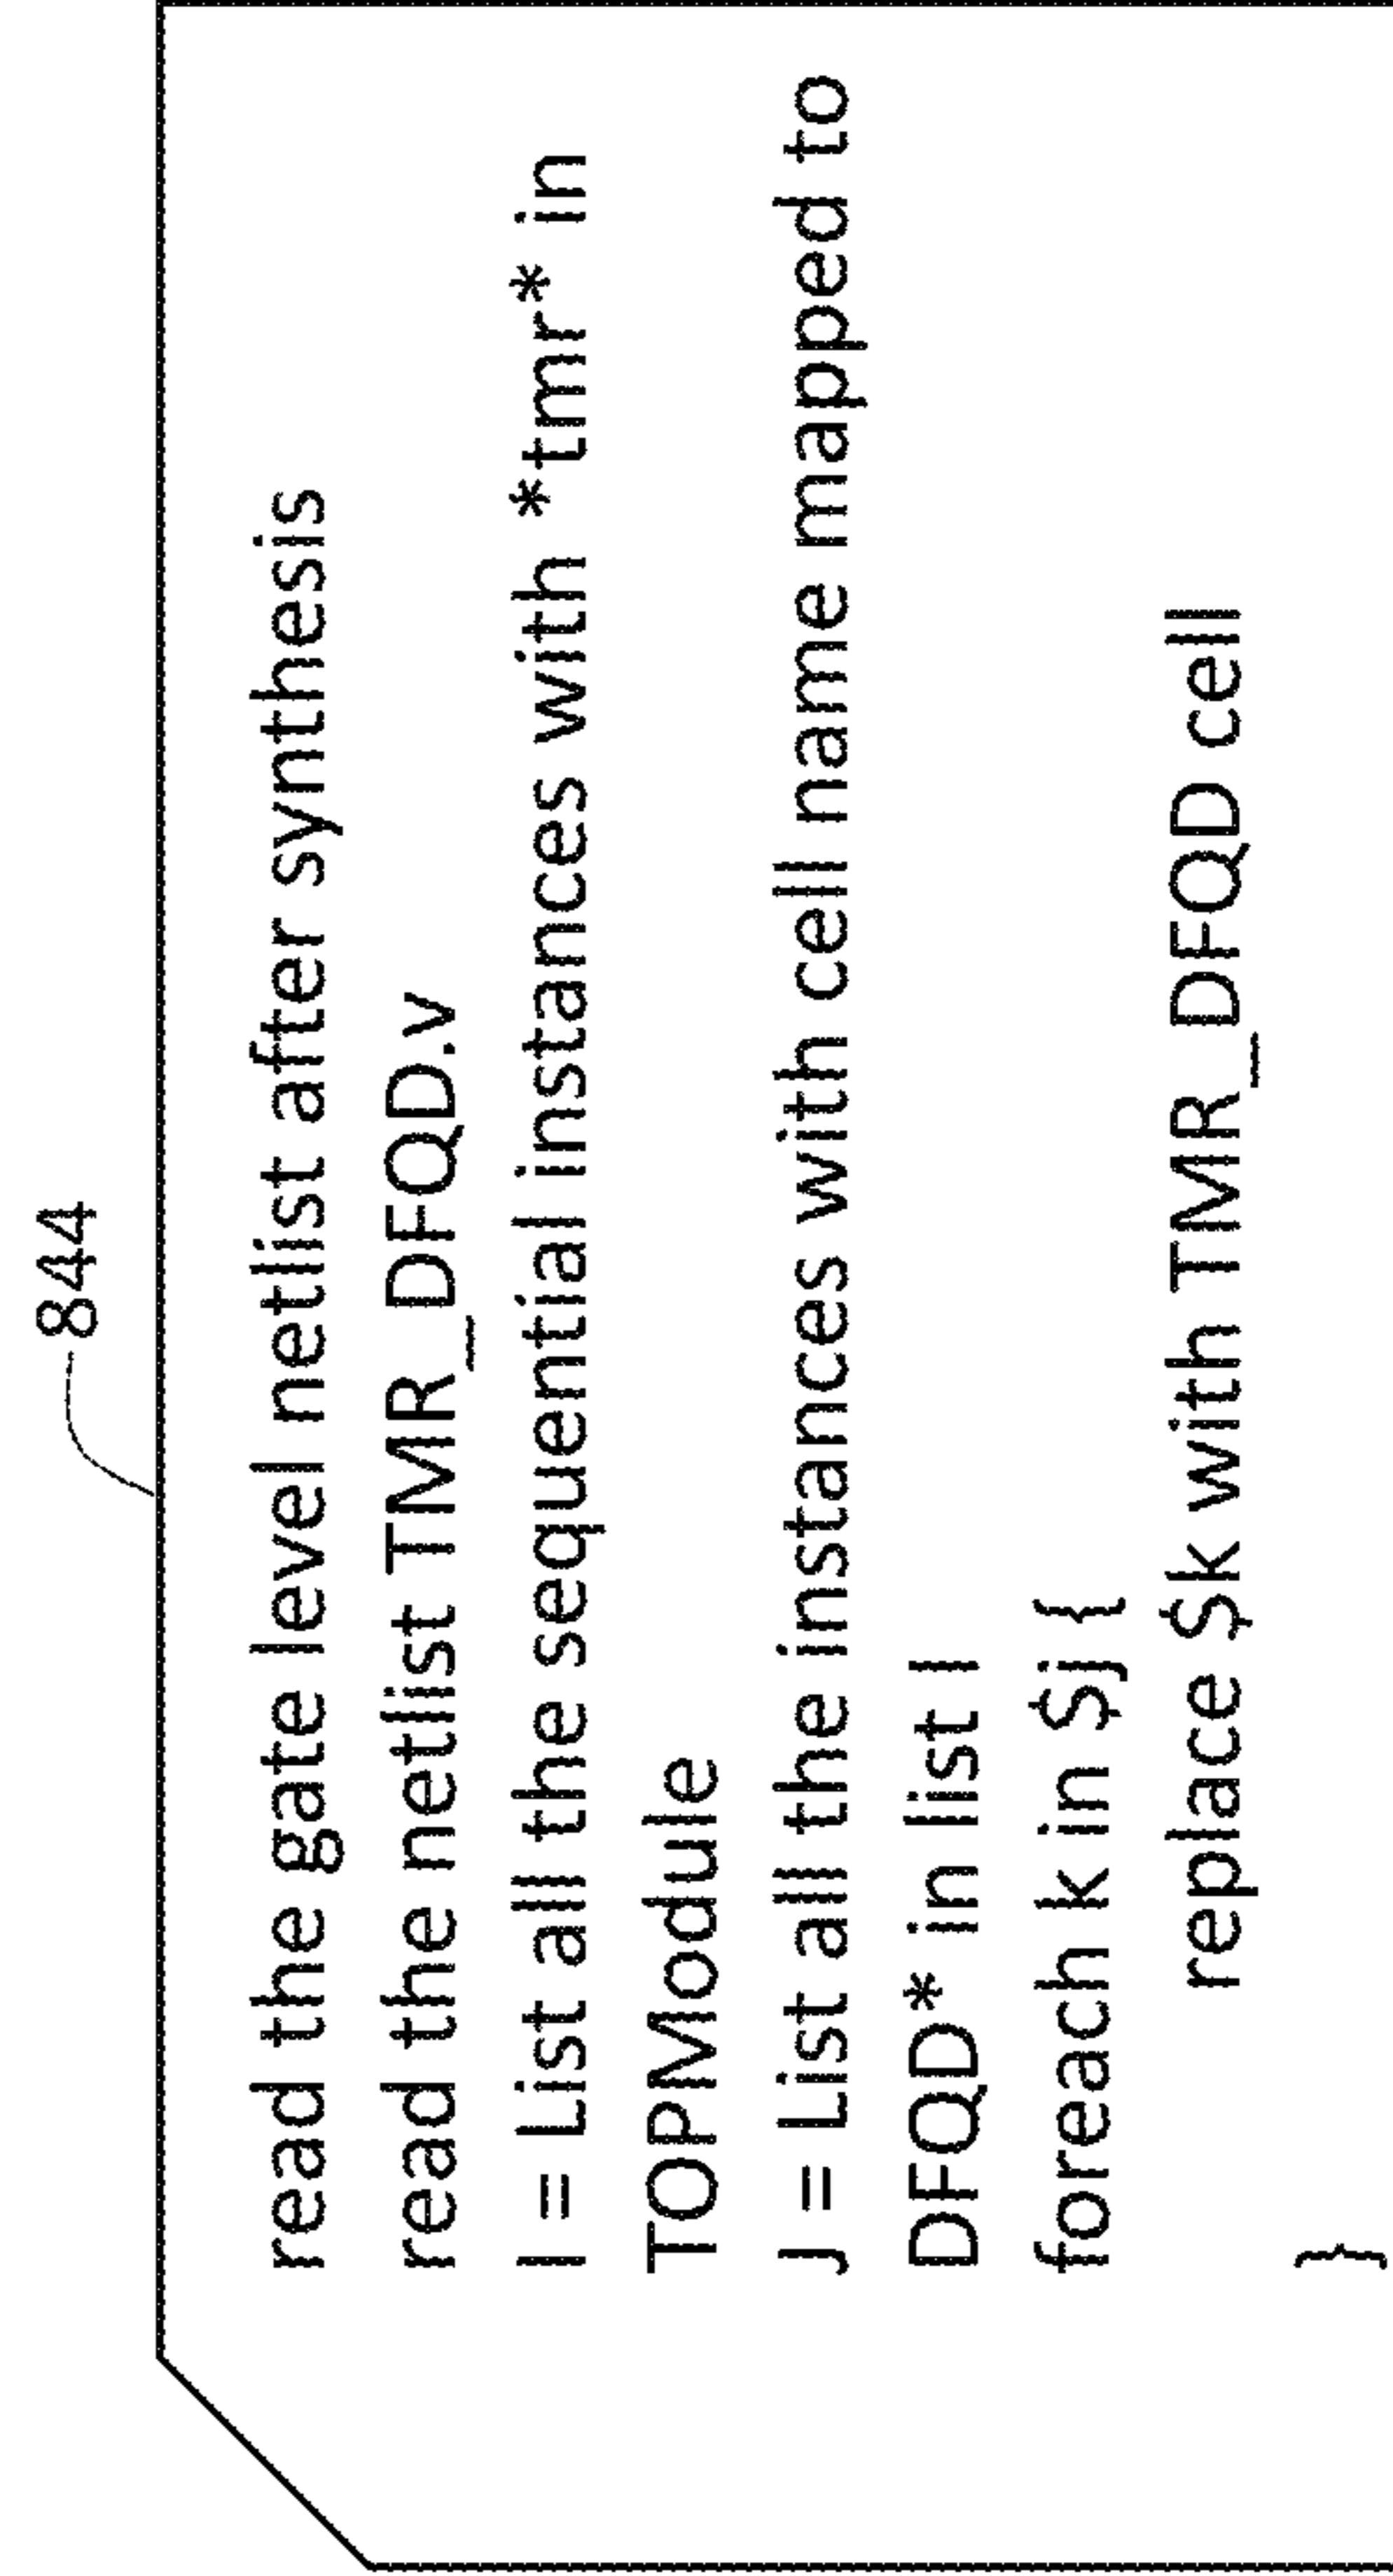 844
read the gate level netlist after synthesis
read the netlist TMR_DFQD.v
I = List all the sequential instances with *tmr* in
TOPModule
J = List all the instances with cell name mapped to
DFQD* in list I
foreach k in $j {
replace $k with TMR_DFQD cell
}